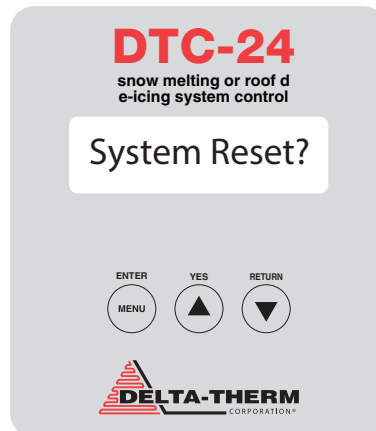 DTC-24
snow melting or roof d
e-icing system control
System Reset?
ENTER YES RETURN
MENU
DELTA-THERM
CORPORATION®